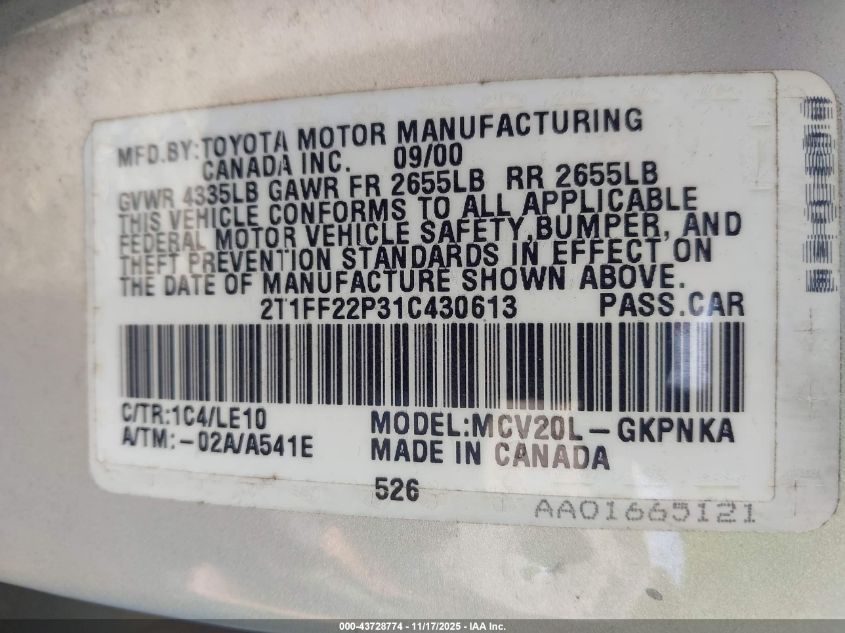 MFD.BY:TOYOTA MOTOR MANUFACTURING
CANADA INC. 09/00
GVWR 4335LB GAWR FR 2655LB RR 2655LB
THIS VEHICLE CONFORMS TO ALL APPLICABLE
FEDERAL MOTOR VEHICLE SAFETY,BUMPER, AND
THEFT PREVENTION STANDARDS IN EFFECT ON
THE DATE OF MANUFACTURE SHOWN ABOVE.
2T1FF22P31C430613 PASS.CAR
C/TR:1C4/LE10
A/TM:-02A/A541E
MODEL:MCV20L-GKPNKA
MADE IN CANADA
526
AA01665121
000-43728774 - 11/17/2025 - IAA Inc.